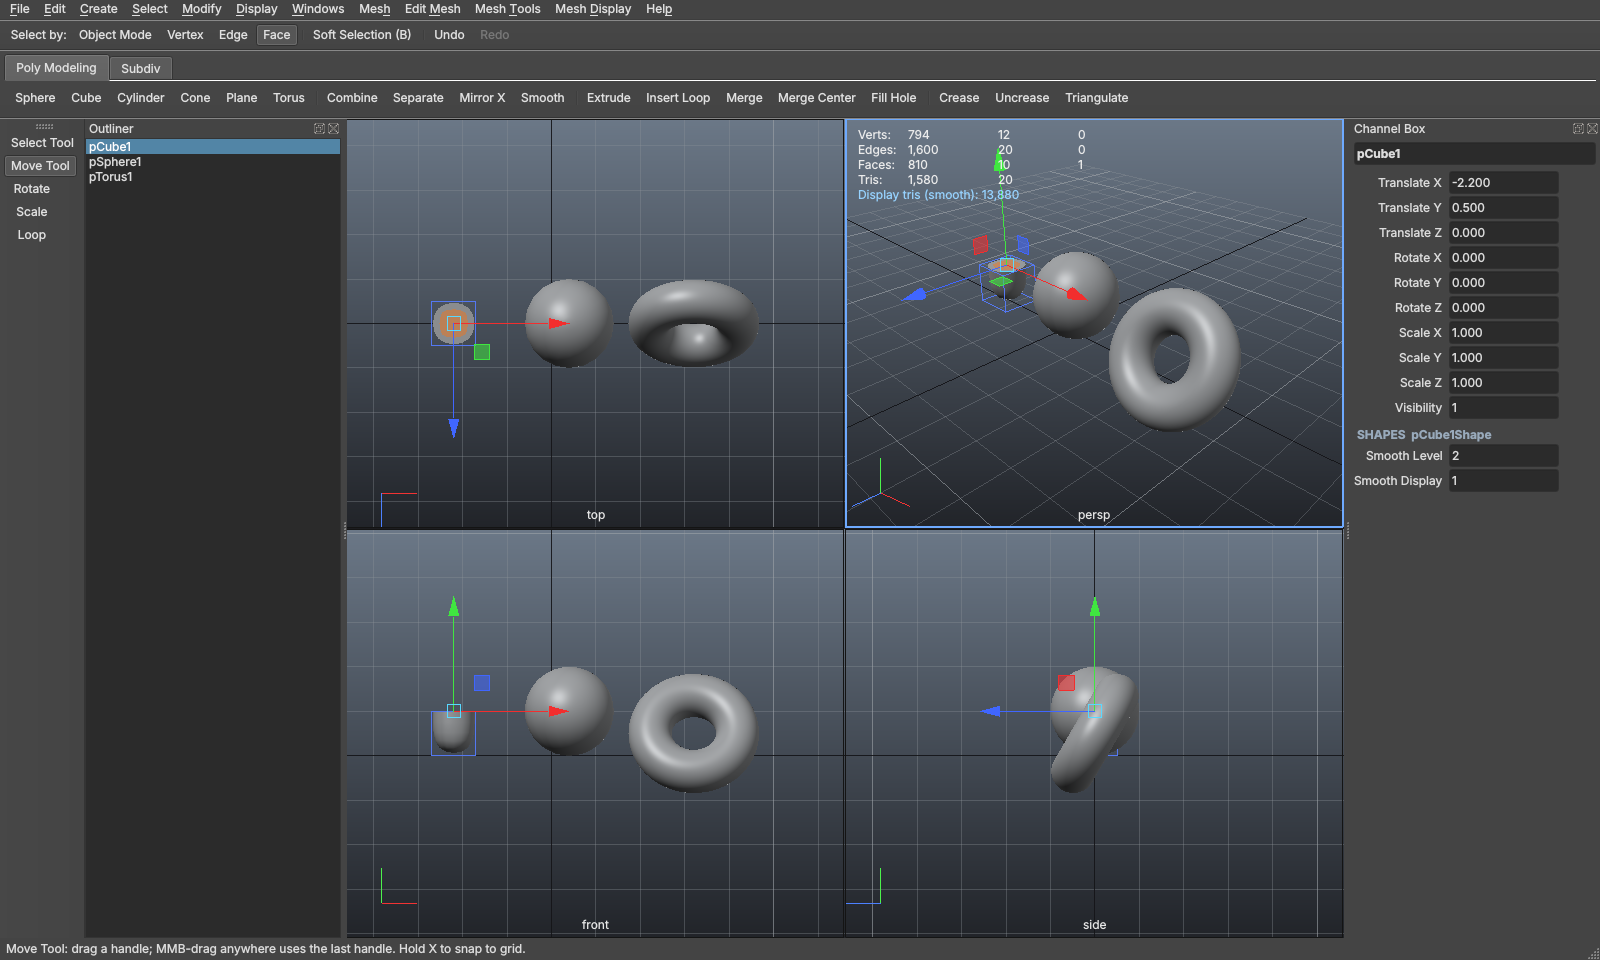 File Edit Create Select Modify Display Windows Mesh Edit Mesh Mesh Tools Mesh Display Help
Select by: Object Mode Vertex Edge Face Soft Selection (B) Undo Redo
Poly Modeling Subdiv
Sphere Cube Cylinder Cone Plane Torus Combine Separate Mirror X Smooth Extrude Insert Loop Merge Merge Center Fill Hole Crease Uncrease Triangulate
Select Tool
Move Tool
Rotate
Scale
Loop
Outliner
pCube1
pSphere1
pTorus1
top
Verts: 794 12 0
Edges: 1,600 20 0
Faces: 810 10 1
Tris: 1,580 20
Display tris (smooth): 13,880
persp
front
side
Channel Box
pCube1
Translate X -2.200
Translate Y 0.500
Translate Z 0.000
Rotate X 0.000
Rotate Y 0.000
Rotate Z 0.000
Scale X 1.000
Scale Y 1.000
Scale Z 1.000
Visibility 1
SHAPES pCube1Shape
Smooth Level 2
Smooth Display 1
Move Tool: drag a handle; MMB-drag anywhere uses the last handle. Hold X to snap to grid.